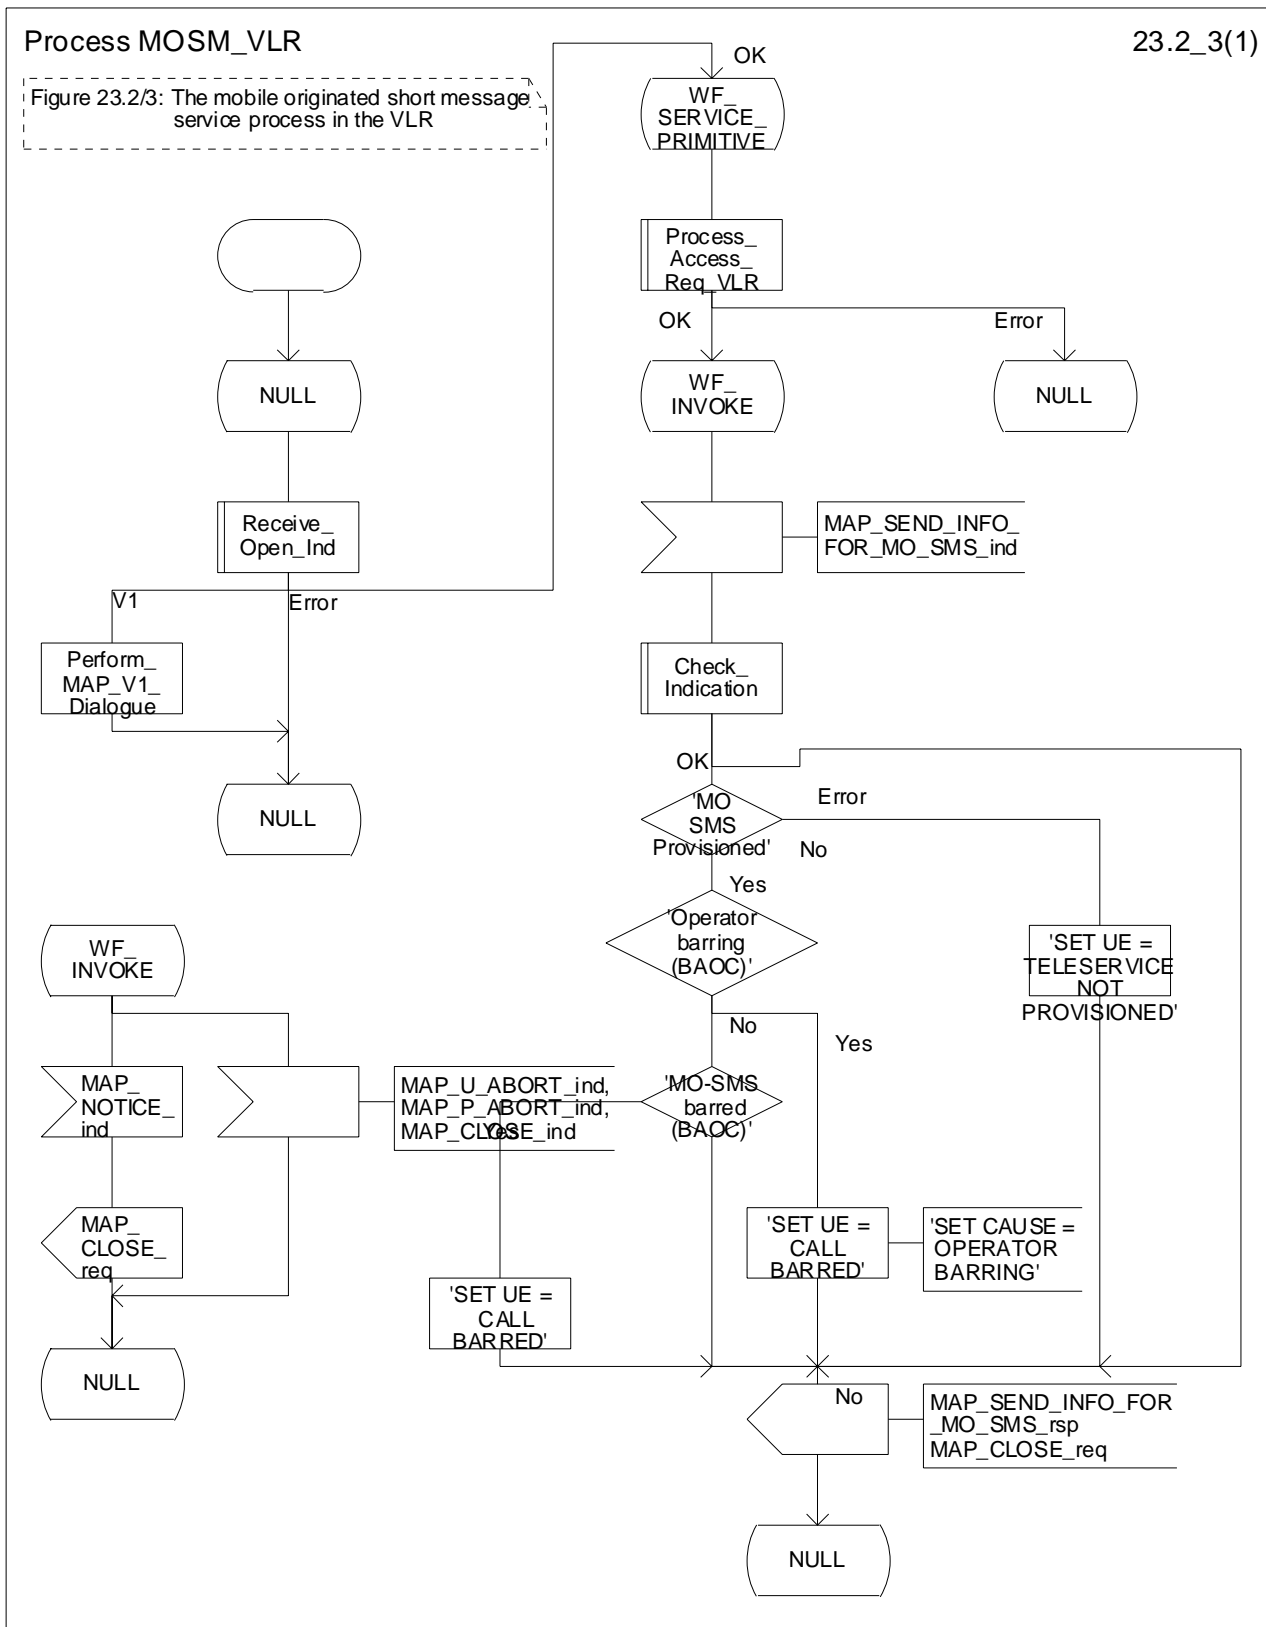 Process MOSM_VLR
23.2_3(1)
Figure 23.2/3: The mobile originated short message
service process in the VLR
OK
WF_
SERVICE_
PRIMITIVE
Process_
Access_
Req_VLR
OK
Error
NULL
WF_
INVOKE
NULL
Receive_
Open_Ind
MAP_SEND_INFO_
FOR_MO_SMS_ind
V1
Error
Perform_
MAP_V1_
Dialogue
Check_
Indication
OK
NULL
'MO
SMS
Provisioned'
Error
No
Yes
'Operator
barring
(BAOC)'
WF_
INVOKE
'SET UE =
TELESERVICE
NOT
PROVISIONED'
No
Yes
MAP_
NOTICE_
ind
MAP_U_ABORT_ind,
MAP_P_ABORT_ind,
MAP_CLOSE_ind
Yes
'MO-SMS
barred
(BAOC)'
MAP_
CLOSE_
req
'SET UE =
CALL
BARRED'
'SET CAUSE =
OPERATOR
BARRING'
'SET UE =
CALL
BARRED'
NULL
No
MAP_SEND_INFO_FOR
_MO_SMS_rsp
MAP_CLOSE_req
NULL